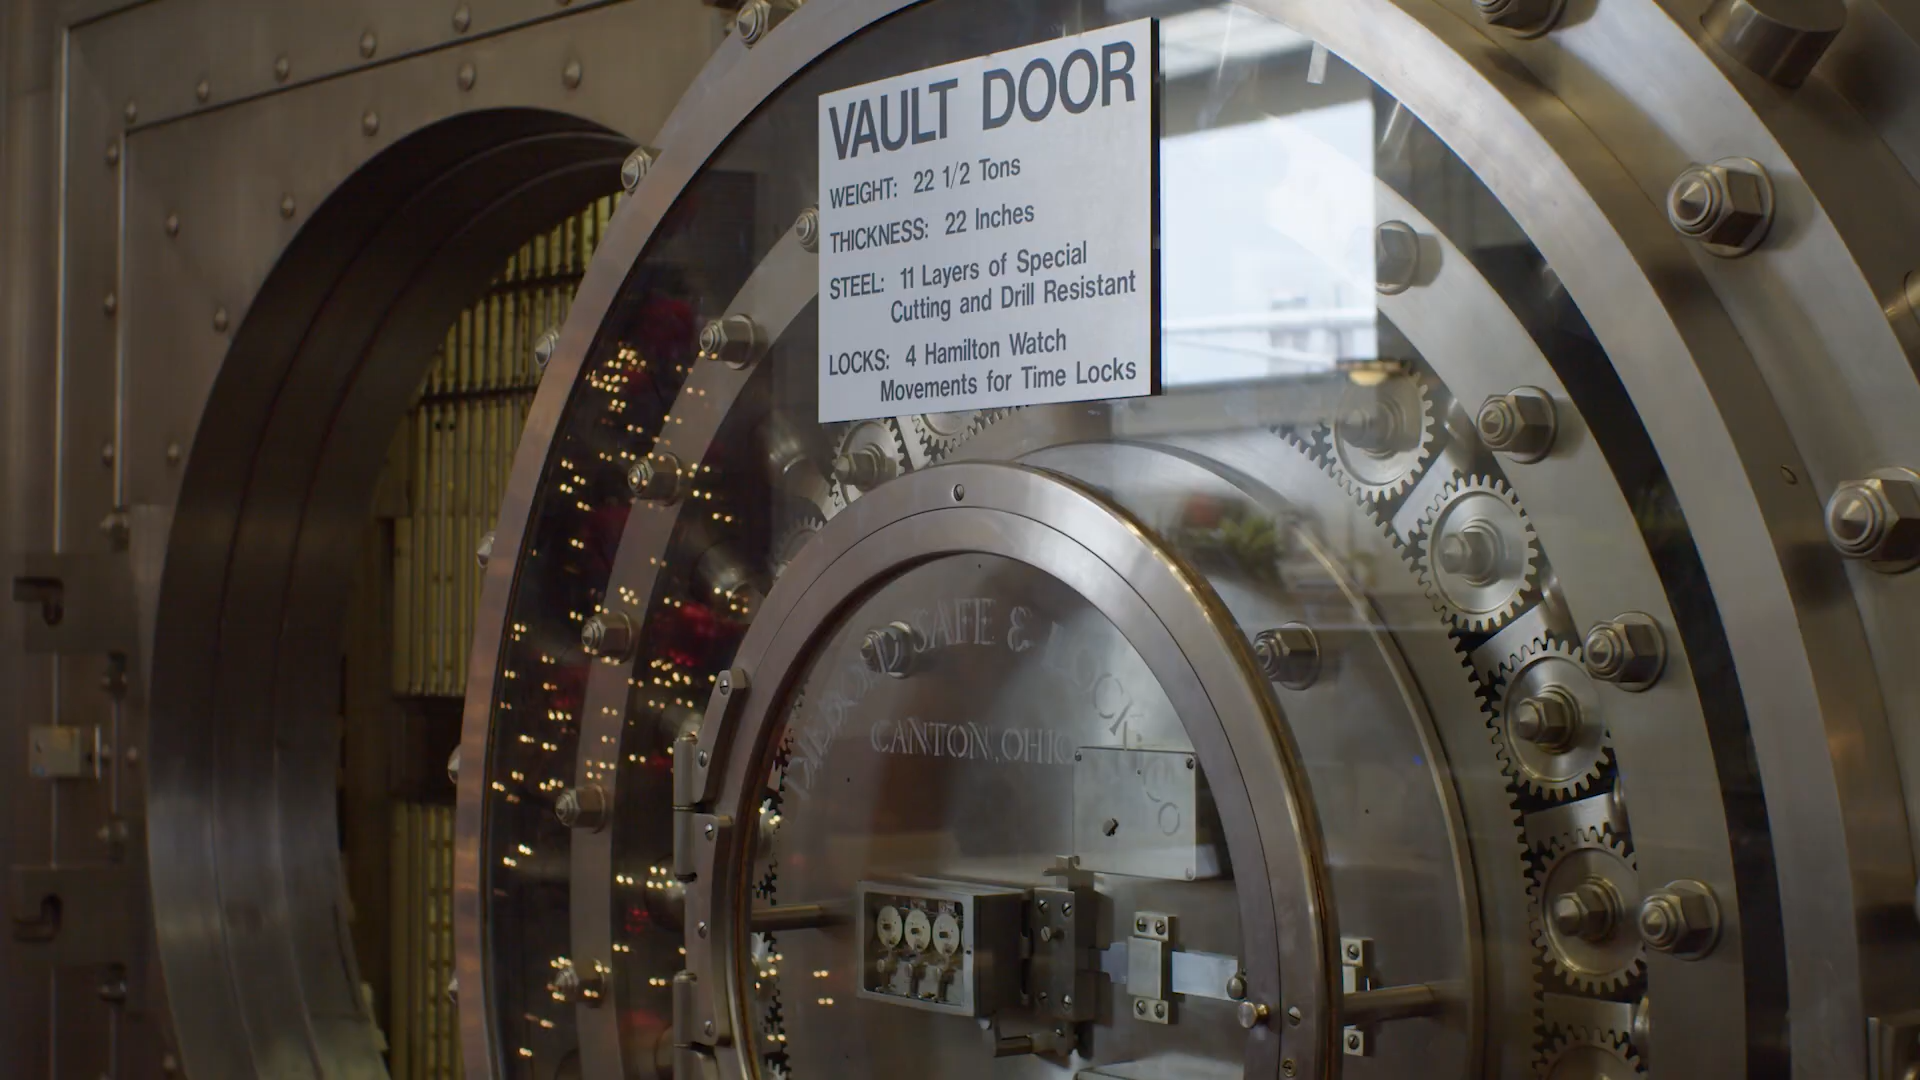 VAULT DOOR
WEIGHT: 22 1/2 Tons
THICKNESS: 22 Inches
STEEL: 11 Layers of Special
Cutting and Drill Resistant
LOCKS: 4 Hamilton Watch
Movements for Time Locks
SAFE & LOCK CO
CANTON, OHIO